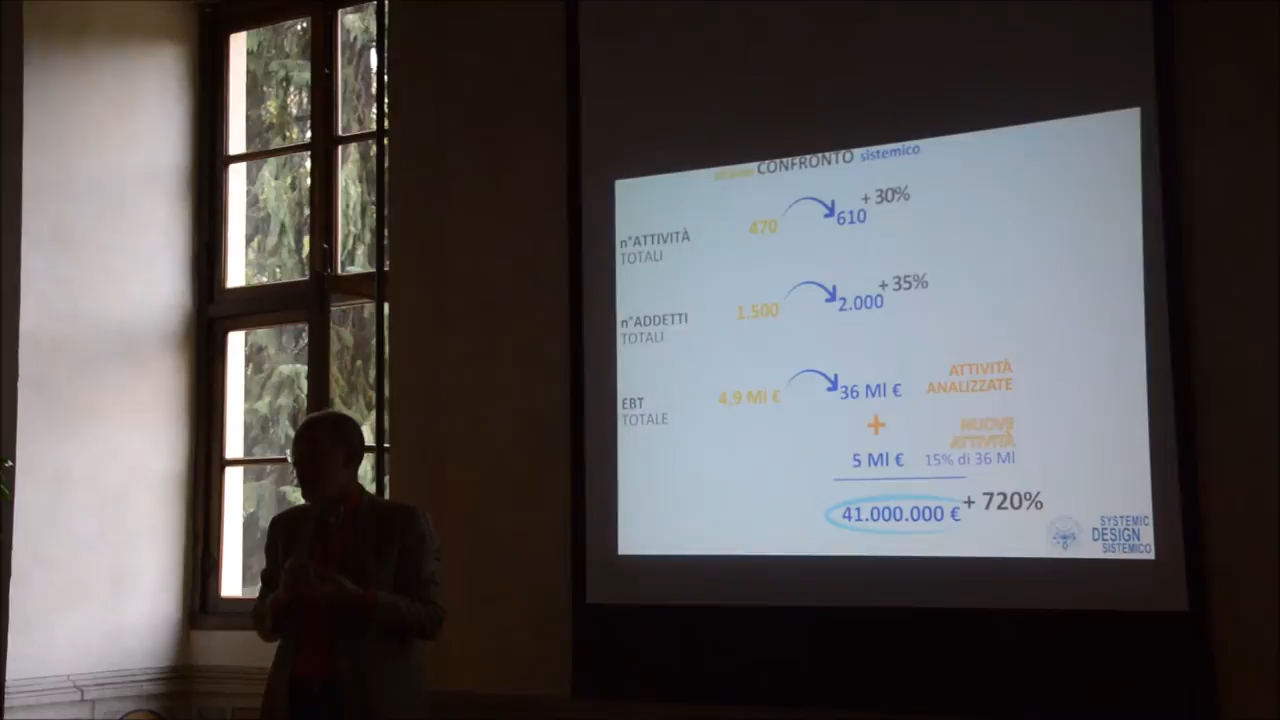 CONFRONTO sistemico
n°ATTIVITÀ
TOTALI
470
610
+ 30%
n°ADDETTI
TOTALI
1.500
2.000
+ 35%
EBT
TOTALE
4.9 Ml €
36 Ml €
ATTIVITÀ
ANALIZZATE
+
NUOVE
ATTIVITÀ
5 Ml €
15% di 36 Ml
41.000.000 €
+ 720%
SYSTEMIC
DESIGN
SISTEMICO